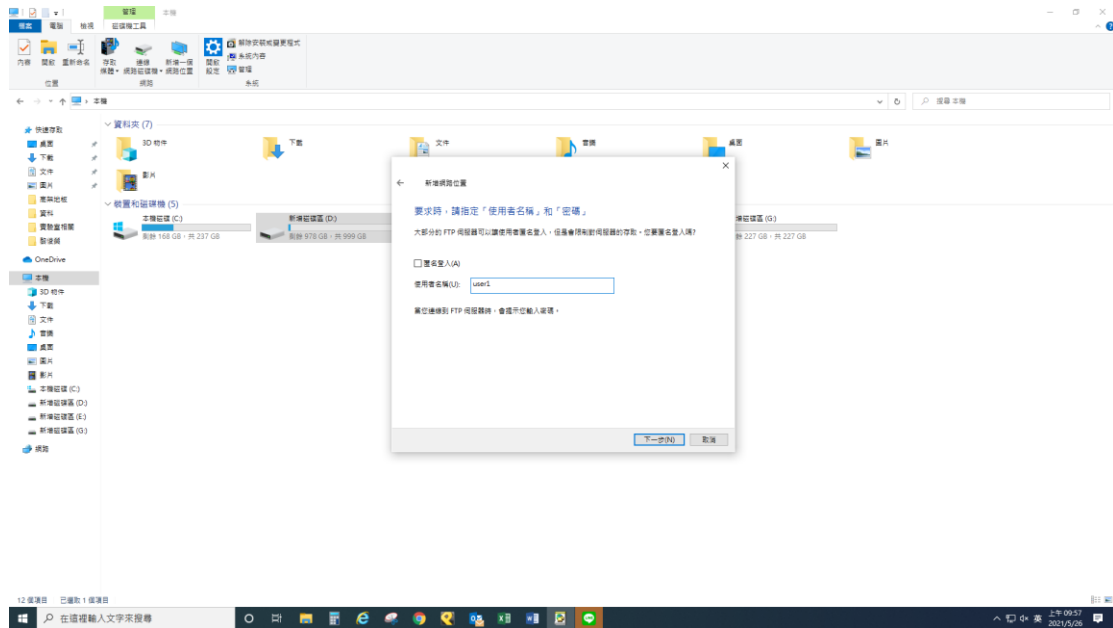 管理
本機
檔案
電腦
檢視
磁碟機工具
內容
開啟
重新命名
存取
媒體
連線
網路磁碟機
新增一個
網路位置
開啟
設定
解除安裝或變更程式
系統內容
管理
位置
網路
系統
本機
搜尋 本機
快速存取
桌面
下載
文件
圖片
資料
實驗室相關
OneDrive
本機
3D 物件
下載
文件
音樂
桌面
圖片
影片
本機磁碟 (C:)
新增磁碟區 (D:)
新增磁碟區 (E:)
新增磁碟區 (G:)
網路
資料夾 (7)
3D 物件
下載
文件
音樂
桌面
圖片
影片
裝置和磁碟機 (5)
本機磁碟 (C:)
剩餘 168 GB，共 237 GB
新增磁碟區 (D:)
剩餘 978 GB，共 999 GB
增磁碟區 (G:)
227 GB，共 227 GB
新增網路位置
要求時，請指定「使用者名稱」和「密碼」
大部分的 FTP 伺服器可以讓使用者匿名登入，但是會限制對伺服器的存取。您要匿名登入嗎?
匿名登入(A)
使用者名稱(U):
user1
當您連線到 FTP 伺服器時，會提示您輸入密碼。
下一步(N)
取消
12 個項目
已選取 1 個項目
在這裡輸入文字來搜尋
英
上午 09:57
2021/5/26